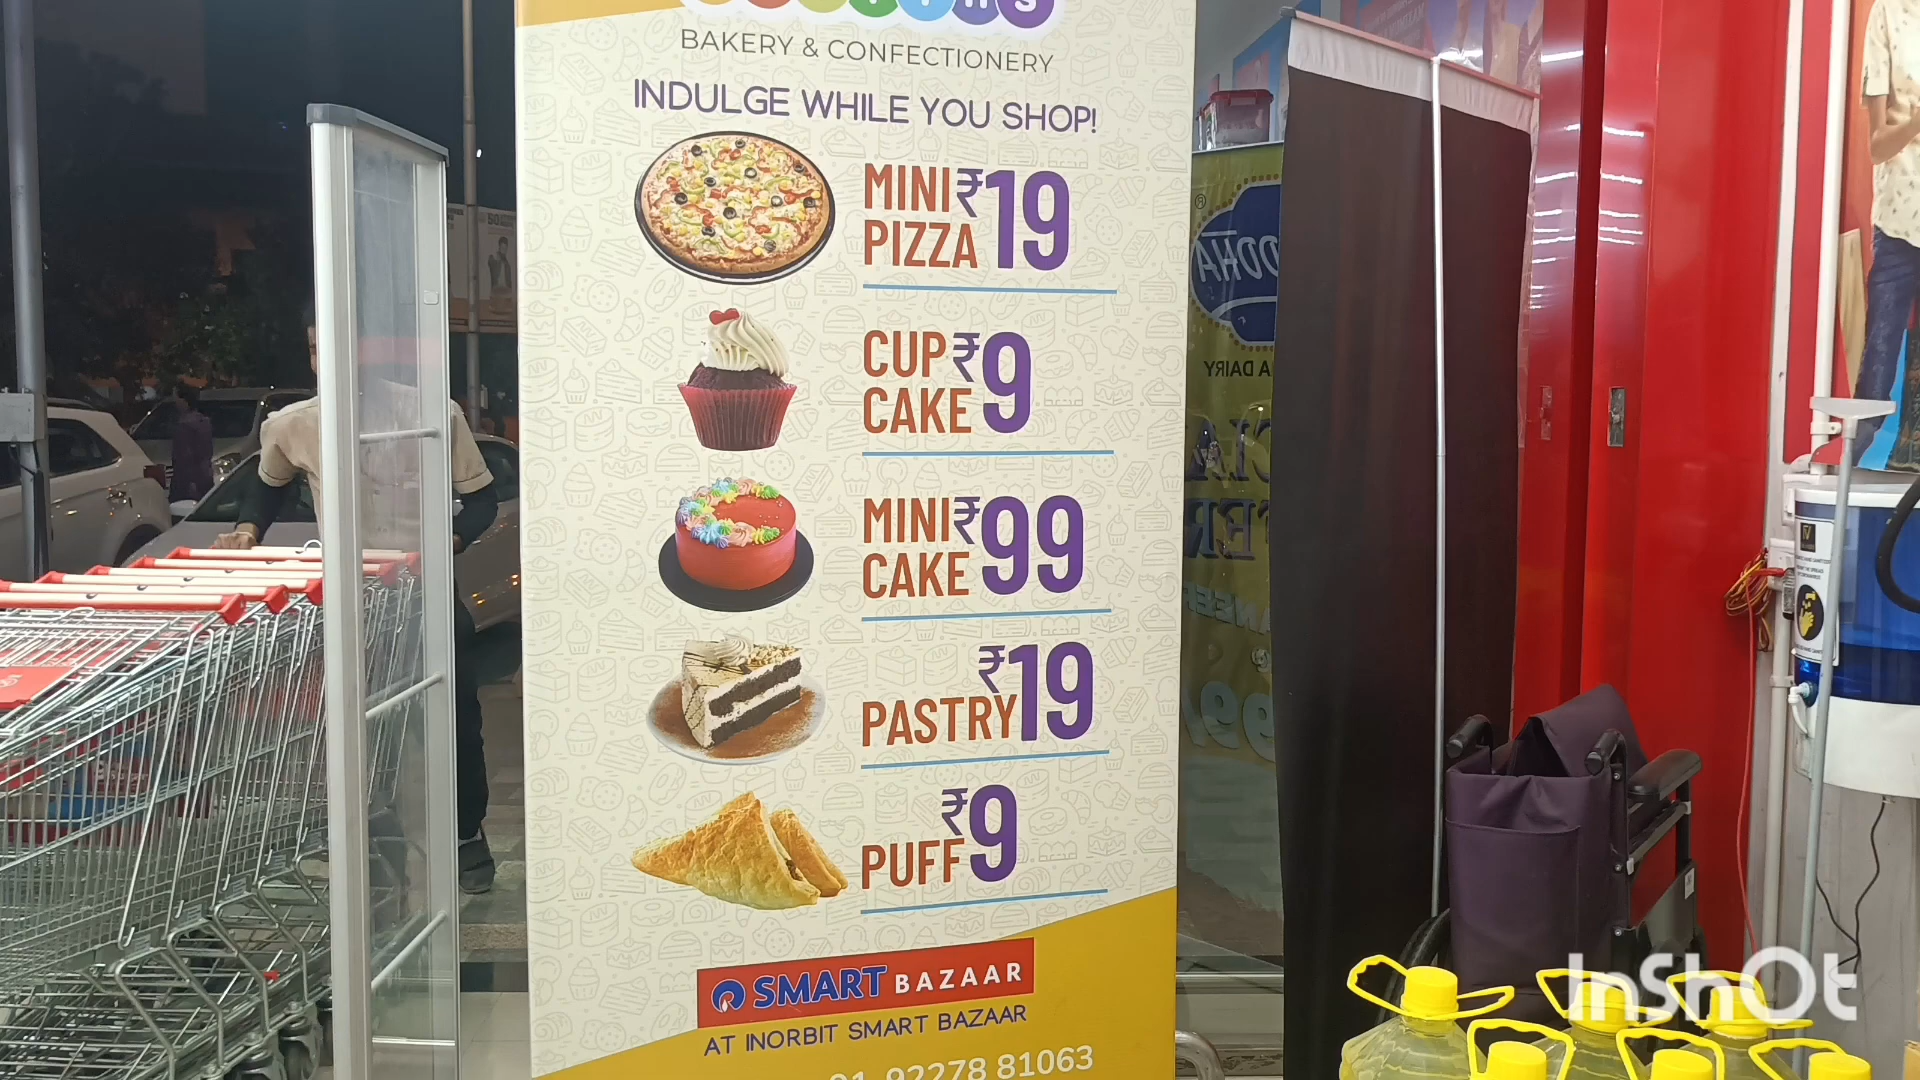 BAKERY & CONFECTIONERY
INDULGE WHILE YOU SHOP!
MINI PIZZA ₹19
CUP CAKE ₹9
MINI CAKE ₹99
PASTRY ₹19
PUFF ₹9
SMART BAZAAR
AT INORBIT SMART BAZAAR
92278 81063
A DAIRY
InShOt